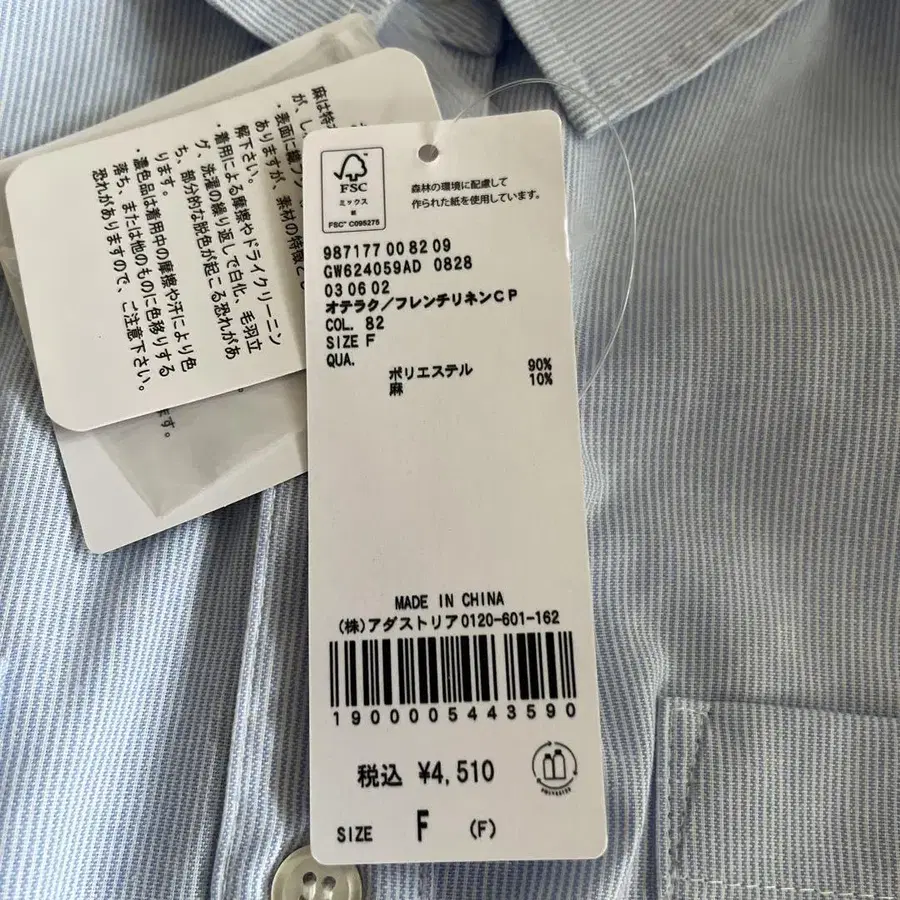 麻は特
が、し
・表面に織
ありますが、素材の特徴とし
解下さい。
・着用による摩擦やドライクリーニン
グ、洗濯の繰り返しで白化、毛羽立
ち、部分的な脱色が起こる恐れがあ
ります。
・濃色品は着用中の摩擦や汗により色
落ち、または他のものに色移りする
恐れがありますので、ご注意下さい。
ます。
FSC
ミックス
紙
FSC™ C095275
森林の環境に配慮して
作られた紙を使用しています。
987177 00 82 09
GW624059AD 0828
03 06 02
オテラク／フレンチリネンCP
COL. 82
SIZE F
QUA.
ポリエステル 90%
麻 10%
MADE IN CHINA
(株)アダストリア0120-601-162
1900005443590
税込 ¥4,510
SIZE F (F)